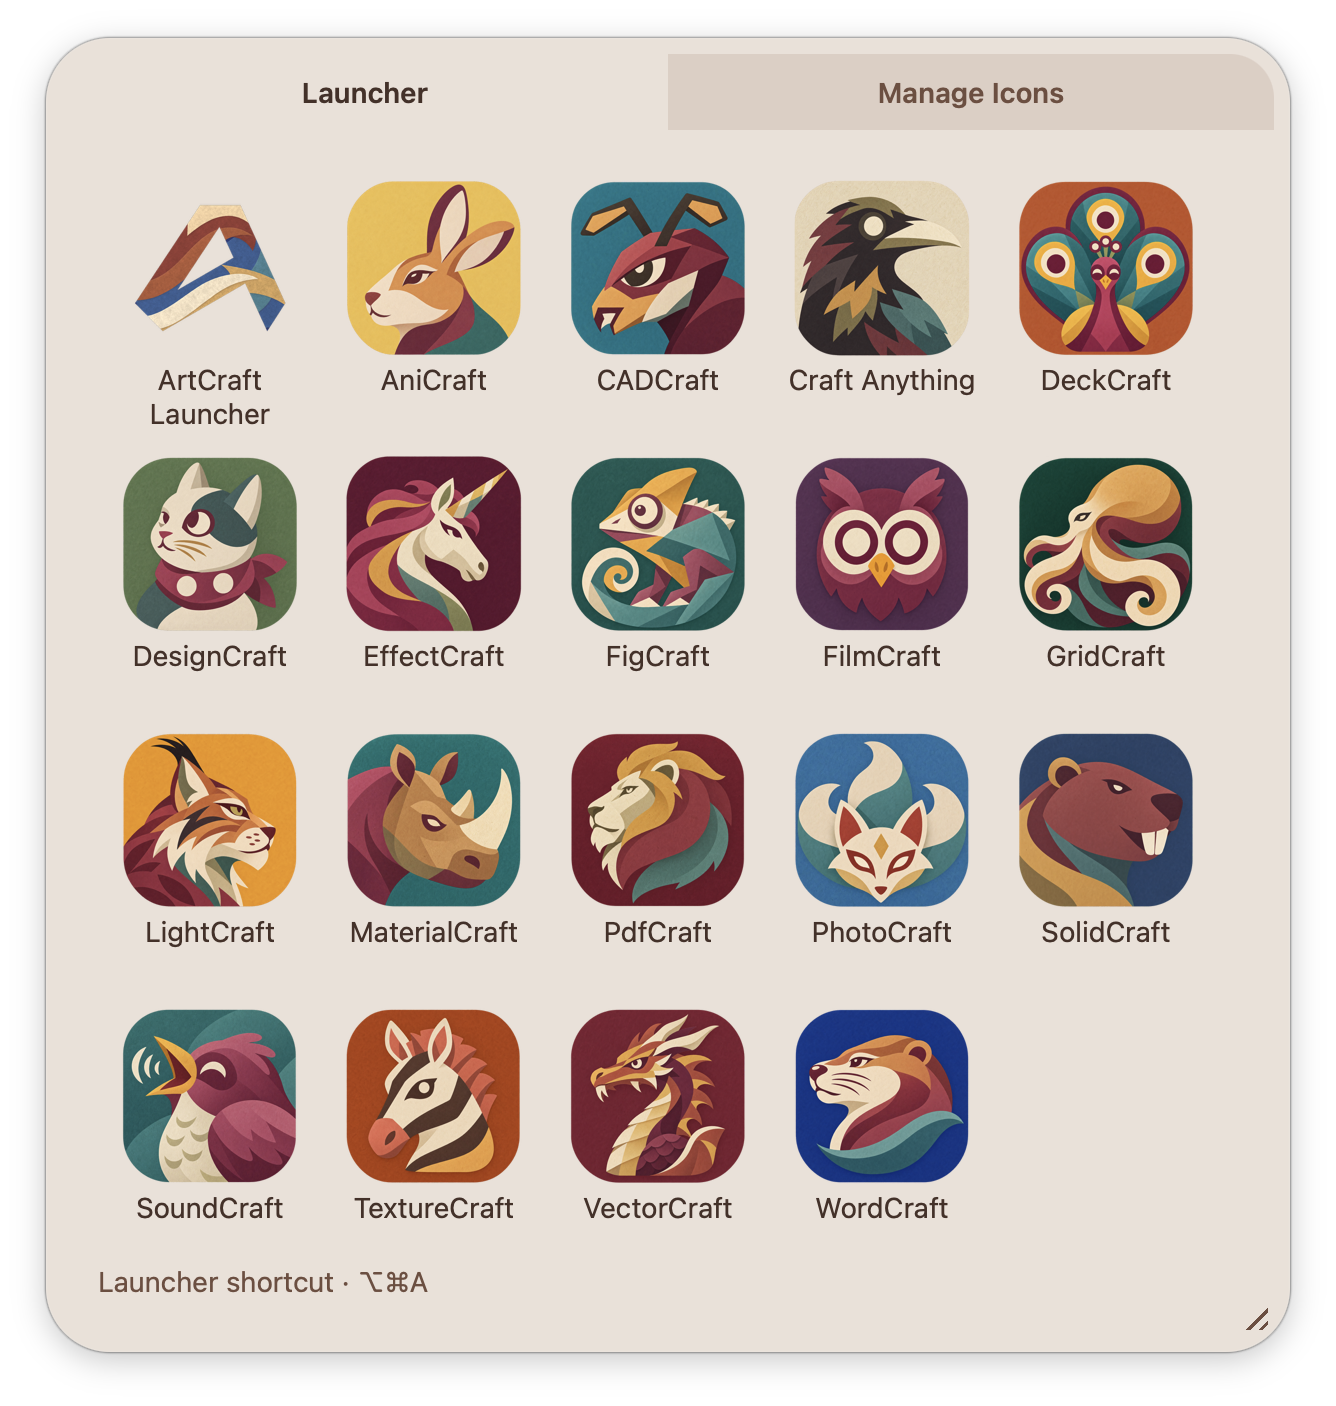 Launcher
Manage Icons
ArtCraft
Launcher
AniCraft
CADCraft
Craft Anything
DeckCraft
DesignCraft
EffectCraft
FigCraft
FilmCraft
GridCraft
LightCraft
MaterialCraft
PdfCraft
PhotoCraft
SolidCraft
SoundCraft
TextureCraft
VectorCraft
WordCraft
Launcher shortcut · ⌥⌘A